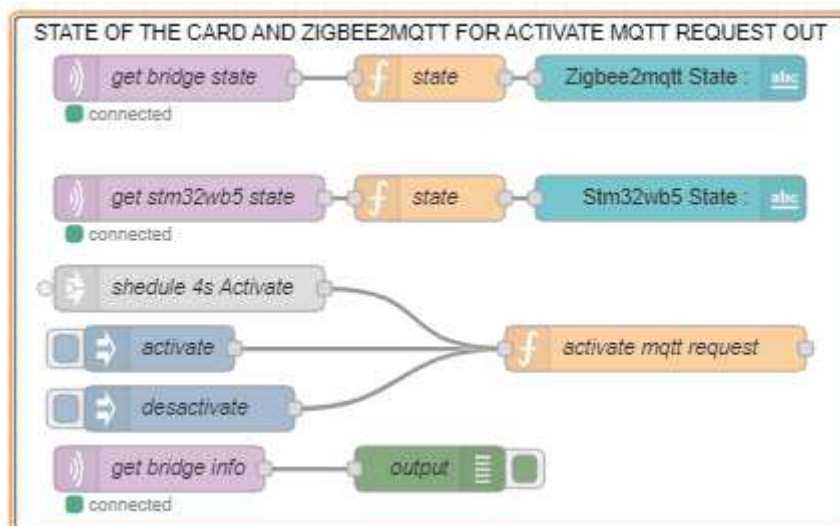 STATE OF THE CARD AND ZIGBEE2MQTT FOR ACTIVATE MQTT REQUEST OUT
get bridge state
state
Zigbee2mqtt State :
abc
connected
get stm32wb5 state
state
Stm32wb5 State :
abc
connected
shedule 4s Activate
activate
activate mqtt request
desactivate
get bridge info
output
connected